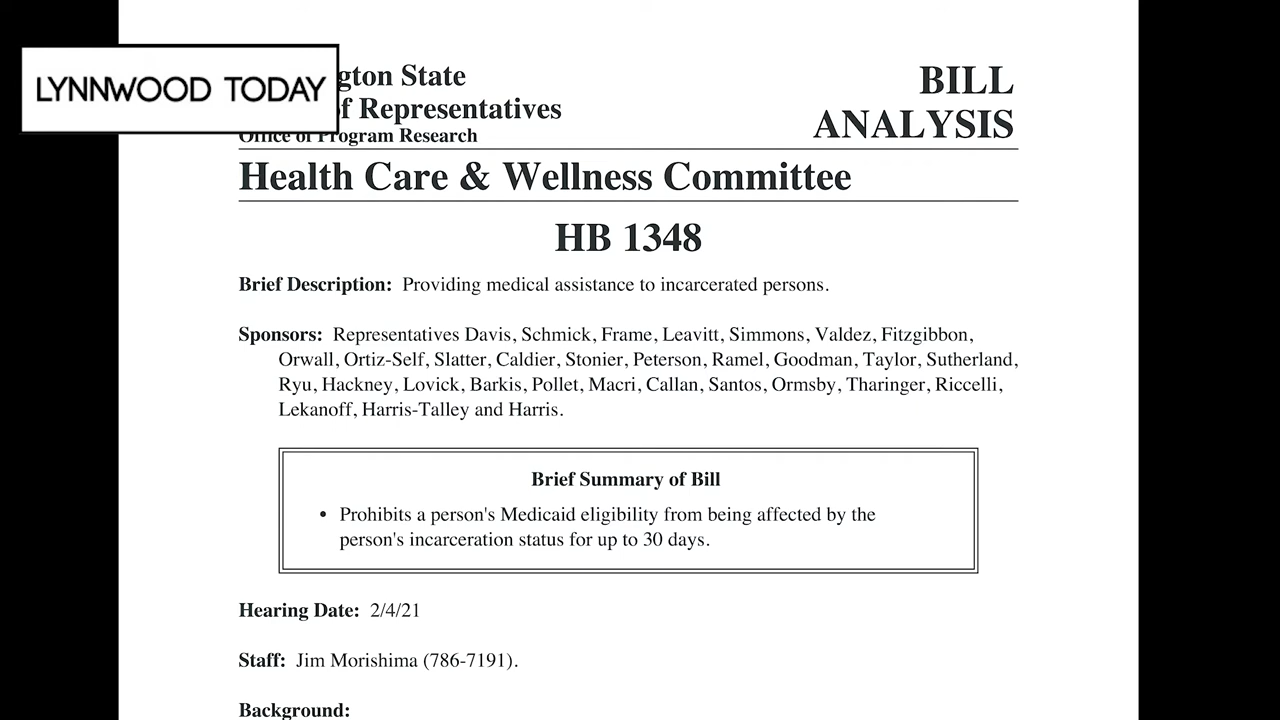 LYNNWOOD TODAY
gton State
of Representatives
Office of Program Research
BILL
ANALYSIS
Health Care & Wellness Committee
HB 1348
Brief Description: Providing medical assistance to incarcerated persons.
Sponsors: Representatives Davis, Schmick, Frame, Leavitt, Simmons, Valdez, Fitzgibbon,
Orwall, Ortiz-Self, Slatter, Caldier, Stonier, Peterson, Ramel, Goodman, Taylor, Sutherland,
Ryu, Hackney, Lovick, Barkis, Pollet, Macri, Callan, Santos, Ormsby, Tharinger, Riccelli,
Lekanoff, Harris-Talley and Harris.
Brief Summary of Bill
• Prohibits a person's Medicaid eligibility from being affected by the
person's incarceration status for up to 30 days.
Hearing Date: 2/4/21
Staff: Jim Morishima (786-7191).
Background: